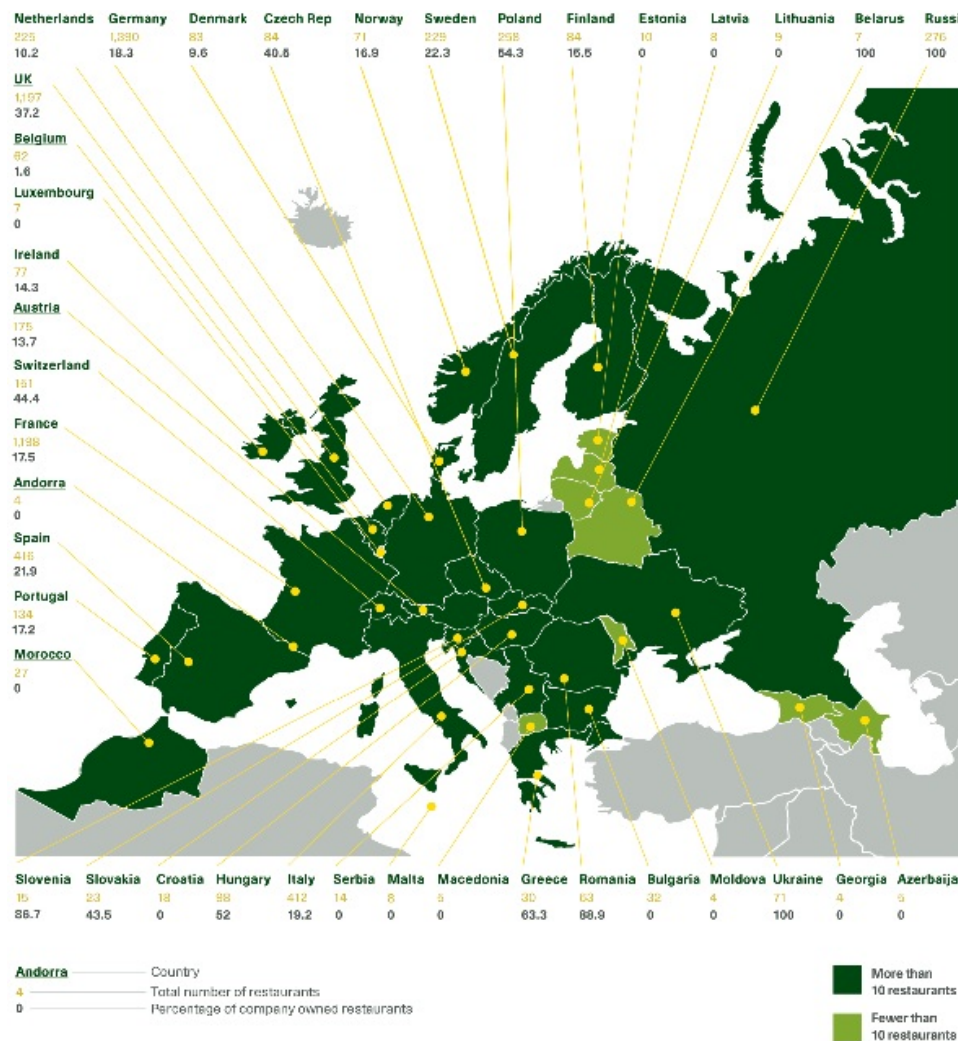 Netherlands Germany Denmark Czech Rep Norway Sweden Poland Finland Estonia Latvia Lithuania Belarus Russi
225 1,390 83 84 71 229 258 84 10 8 9 7 276
10.2 18.3 9.6 40.6 16.9 22.3 64.3 15.5 0 0 0 100 100
UK
1,197
37.2
Belgium
62
1.6
Luxembourg
7
0
Ireland
77
14.3
Austria
175
13.7
Switzerland
151
44.4
France
1,198
17.5
Andorra
4
0
Spain
416
21.9
Portugal
134
17.2
Morocco
27
0
Slovenia Slovakia Croatia Hungary Italy Serbia Malta Macedonia Greece Romania Bulgaria Moldova Ukraine Georgia Azerbaija
15 23 18 98 412 14 8 5 30 63 32 4 71 4 5
86.7 43.5 0 52 19.2 0 0 0 63.3 88.9 0 0 100 0 0
Andorra Country
4 Total number of restaurants
0 Percentage of company owned restaurants
More than
10 restaurants
Fewer than
10 restaurants